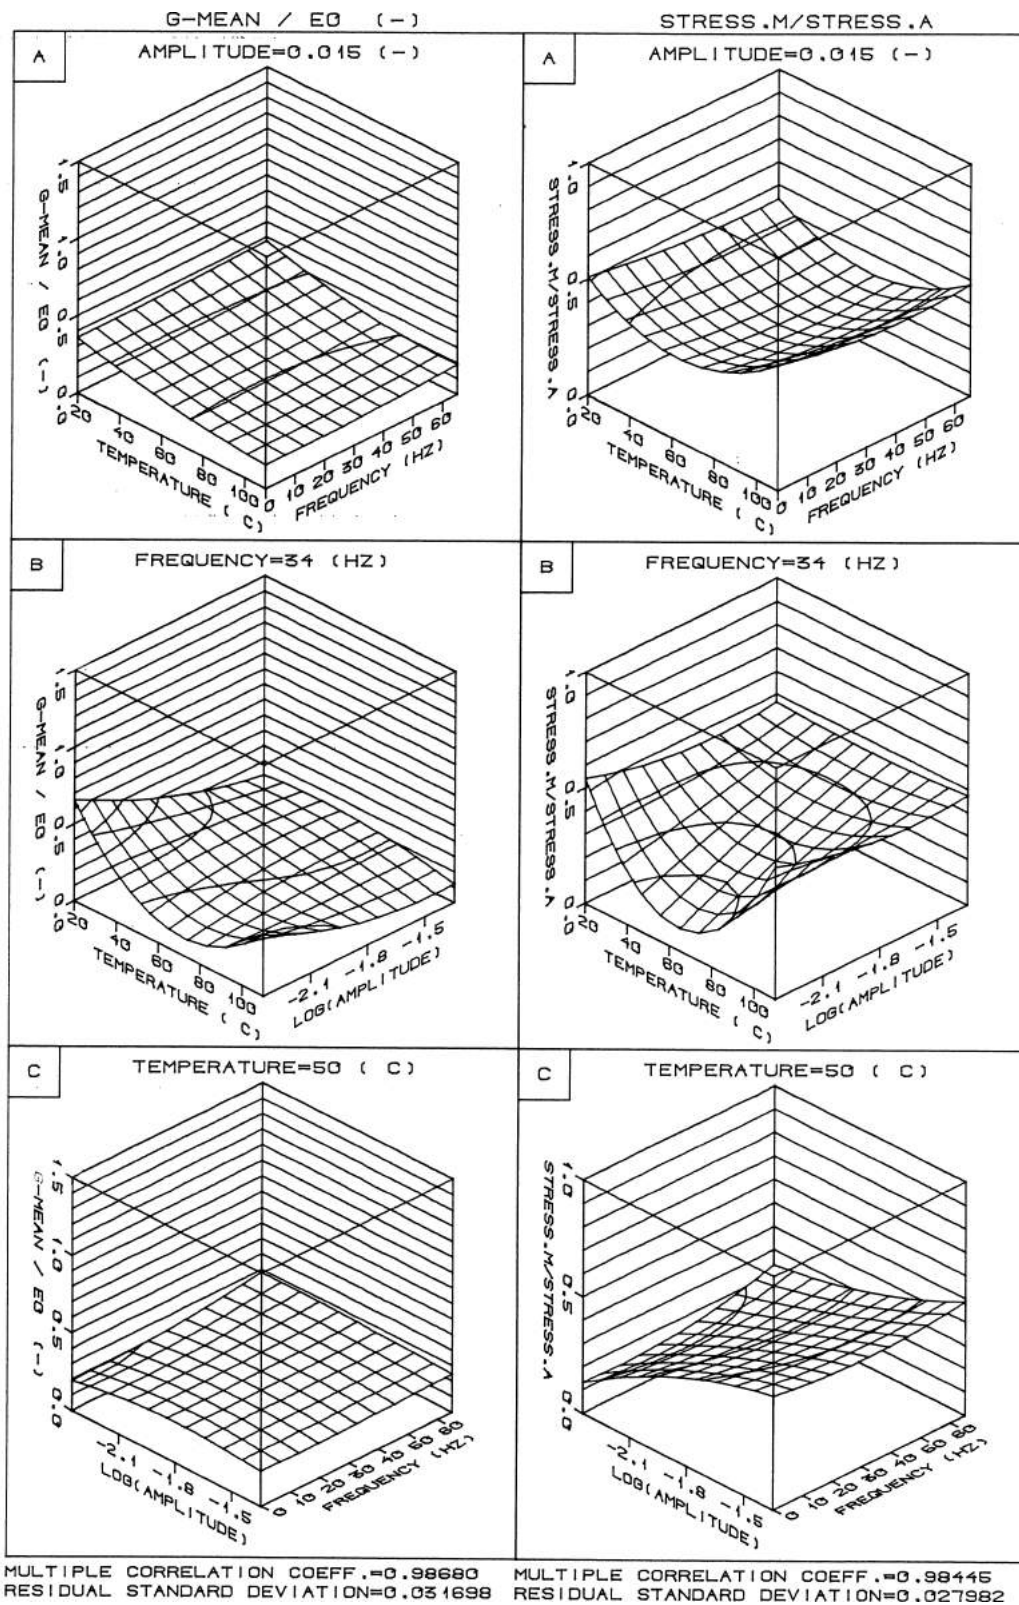 G-MEAN / E0 (-)
STRESS.M/STRESS.A
A
AMPLITUDE=0.015 (-)
1.5
1.0
0.5
0.0
G-MEAN / E0 (-)
20 40 60 80 100
TEMPERATURE ( C)
0 10 20 30 40 50 60
FREQUENCY (HZ)
A
AMPLITUDE=0.015 (-)
1.0
0.5
0.0
STRESS.M/STRESS.A
20 40 60 80 100
TEMPERATURE ( C)
0 10 20 30 40 50 60
FREQUENCY (HZ)
B
FREQUENCY=34 (HZ)
1.5
1.0
0.5
0.0
G-MEAN / E0 (-)
20 40 60 80 100
TEMPERATURE ( C)
-2.1 -1.8 -1.5
LOG(AMPLITUDE)
B
FREQUENCY=34 (HZ)
1.0
0.5
0.0
STRESS.M/STRESS.A
20 40 60 80 100
TEMPERATURE ( C)
-2.1 -1.8 -1.5
LOG(AMPLITUDE)
C
TEMPERATURE=50 ( C)
1.5
1.0
0.5
0.0
G-MEAN / E0 (-)
-2.1 -1.8 -1.5
LOG(AMPLITUDE)
0 10 20 30 40 50 60
FREQUENCY (HZ)
C
TEMPERATURE=50 ( C)
1.0
0.5
0.0
STRESS.M/STRESS.A
-2.1 -1.8 -1.5
LOG(AMPLITUDE)
0 10 20 30 40 50 60
FREQUENCY (HZ)
MULTIPLE CORRELATION COEFF.=0.98680
RESIDUAL STANDARD DEVIATION=0.031698
MULTIPLE CORRELATION COEFF.=0.98445
RESIDUAL STANDARD DEVIATION=0.027982